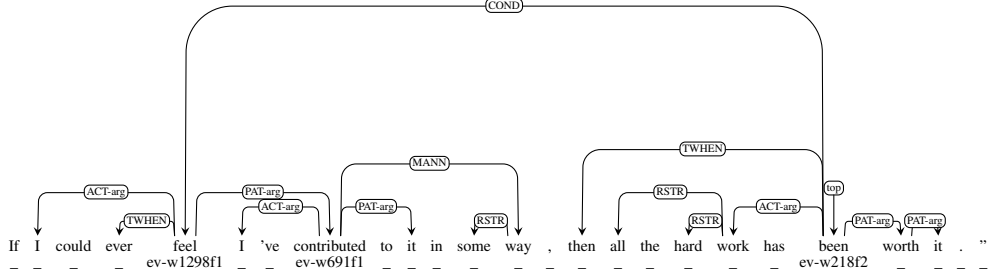 COND
MANN TWHEN
ACT-arg PAT-arg RSTR top
TWHEN ACT-arg PAT-arg RSTR RSTR ACT-arg PAT-arg PAT-arg
If I could ever feel I 've contributed to it in some way , then all the hard work has been worth it . ”
_ _ _ _ ev-w1298f1 _ _ ev-w691f1 _ _ _ _ _ _ _ _ _ _ _ _ ev-w218f2 _ _ _ _